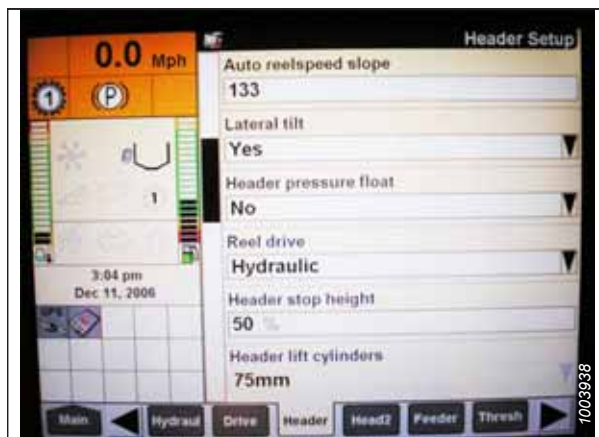 Header Setup
0.0 Mph
1
P
Auto reelspeed slope
133
Lateral tilt
Yes
Header pressure float
No
1
Reel drive
Hydraulic
3:04 pm
Dec 11, 2006
Header stop height
50 %
Header lift cylinders
75mm
Main
Hydraul
Drive
Header
Head2
Feeder
Thresh
1003938